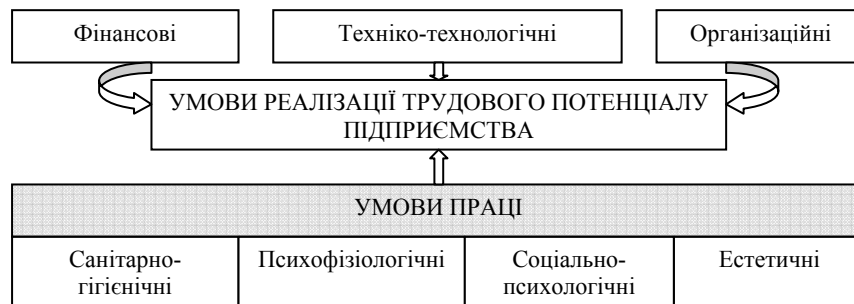 Фінансові
Техніко-технологічні
Організаційні
УМОВИ РЕАЛІЗАЦІЇ ТРУДОВОГО ПОТЕНЦІАЛУ
ПІДПРИЄМСТВА
УМОВИ ПРАЦІ
Санітарно-
гігієнічні
Психофізіологічні
Соціально-
психологічні
Естетичні